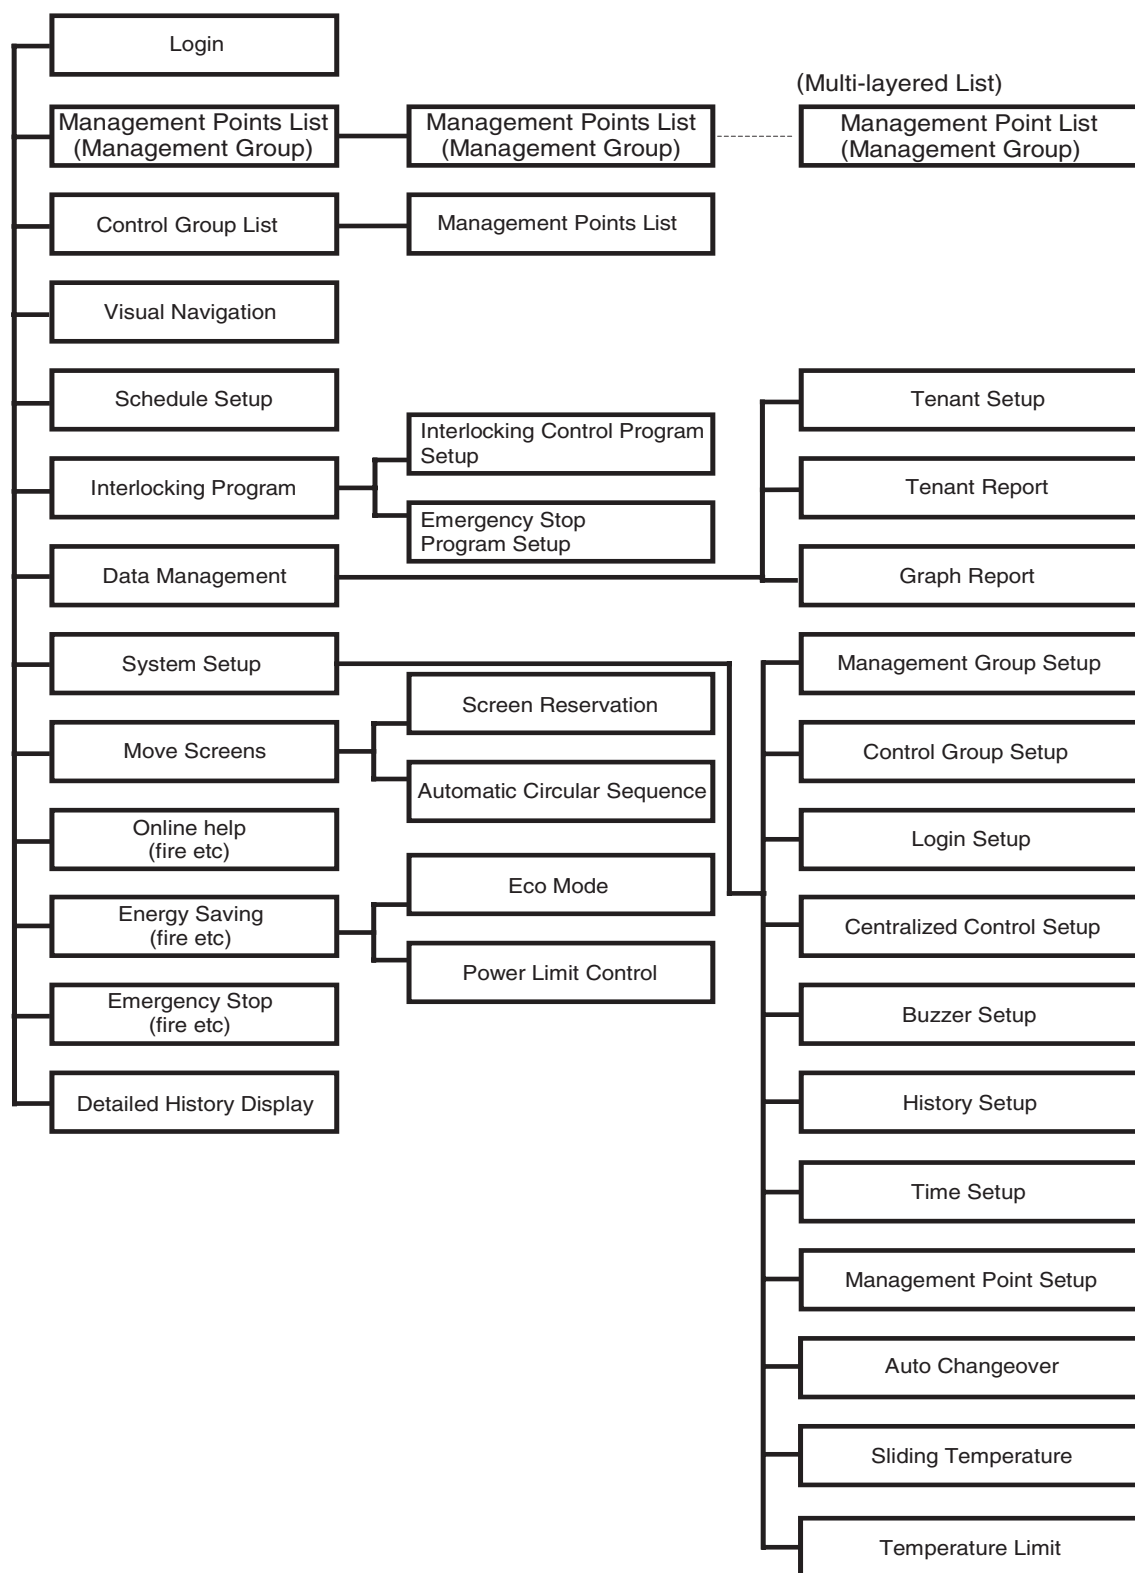 Login
(Multi-layered List)
Management Points List
(Management Group)
Management Points List
(Management Group)
Management Point List
(Management Group)
Control Group List
Management Points List
Visual Navigation
Schedule Setup
Interlocking Program
Interlocking Control Program
Setup
Emergency Stop
Program Setup
Data Management
Tenant Setup
Tenant Report
Graph Report
System Setup
Management Group Setup
Control Group Setup
Login Setup
Centralized Control Setup
Buzzer Setup
History Setup
Time Setup
Management Point Setup
Auto Changeover
Sliding Temperature
Temperature Limit
Move Screens
Screen Reservation
Automatic Circular Sequence
Online help
(fire etc)
Energy Saving
(fire etc)
Eco Mode
Power Limit Control
Emergency Stop
(fire etc)
Detailed History Display